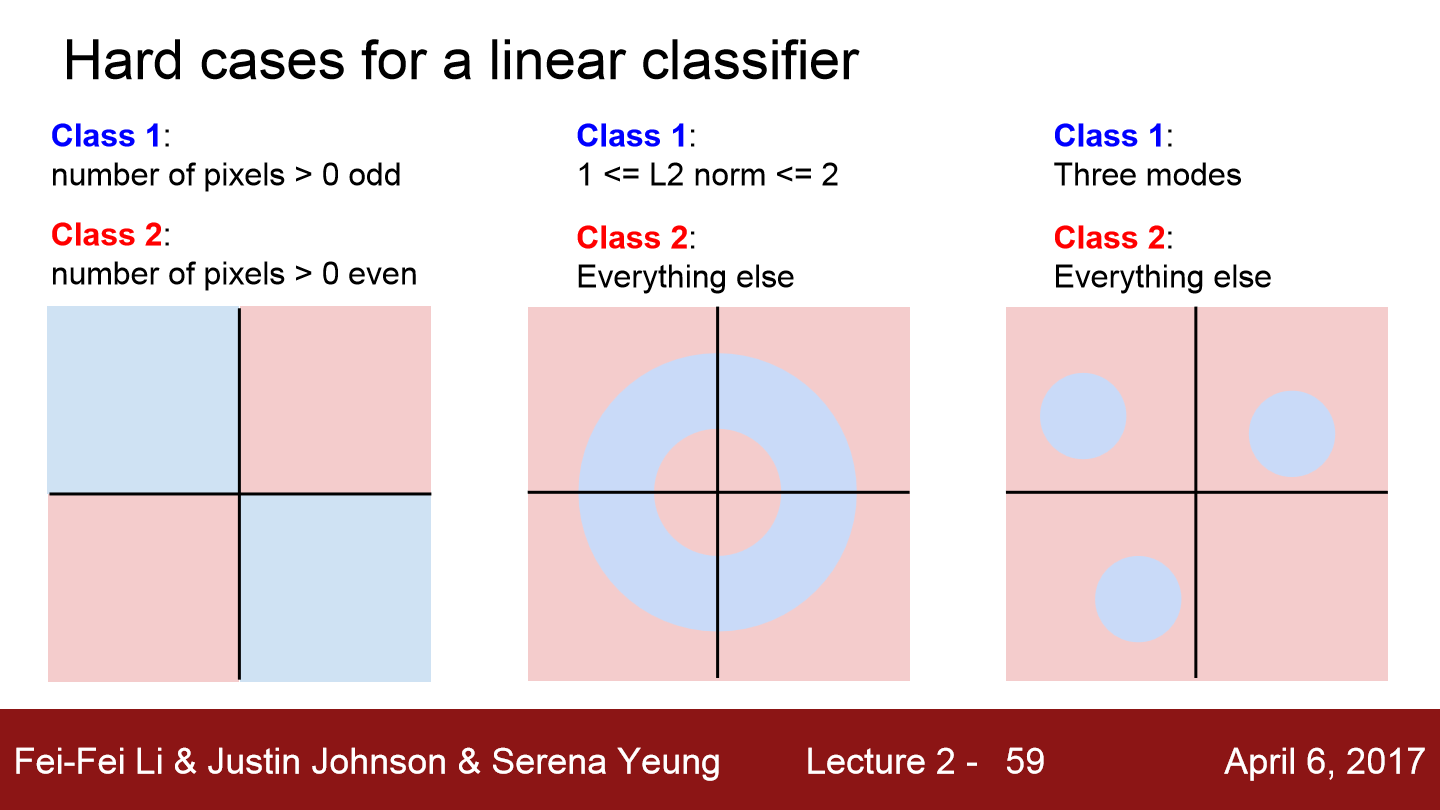 Hard cases for a linear classifier
Class 1:
number of pixels > 0 odd
Class 2:
number of pixels > 0 even
Class 1:
1 <= L2 norm <= 2
Class 2:
Everything else
Class 1:
Three modes
Class 2:
Everything else
Fei-Fei Li & Justin Johnson & Serena Yeung
Lecture 2 - 59
April 6, 2017